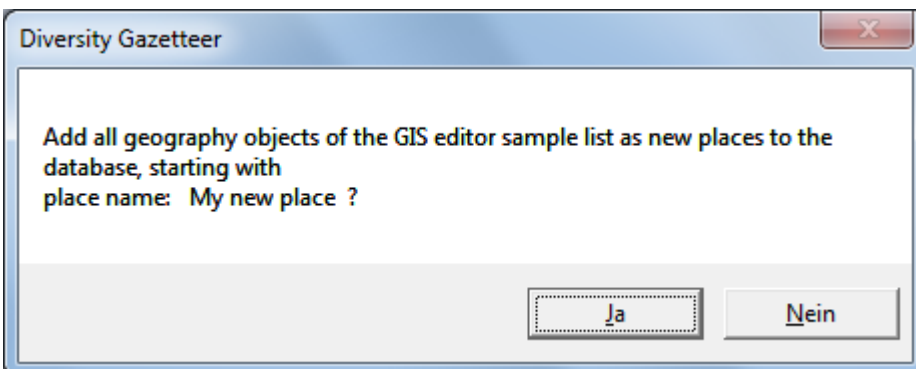 Diversity Gazetteer
Add all geography objects of the GIS editor sample list as new places to the
database, starting with
place name:   My new place  ?
Ja
Nein